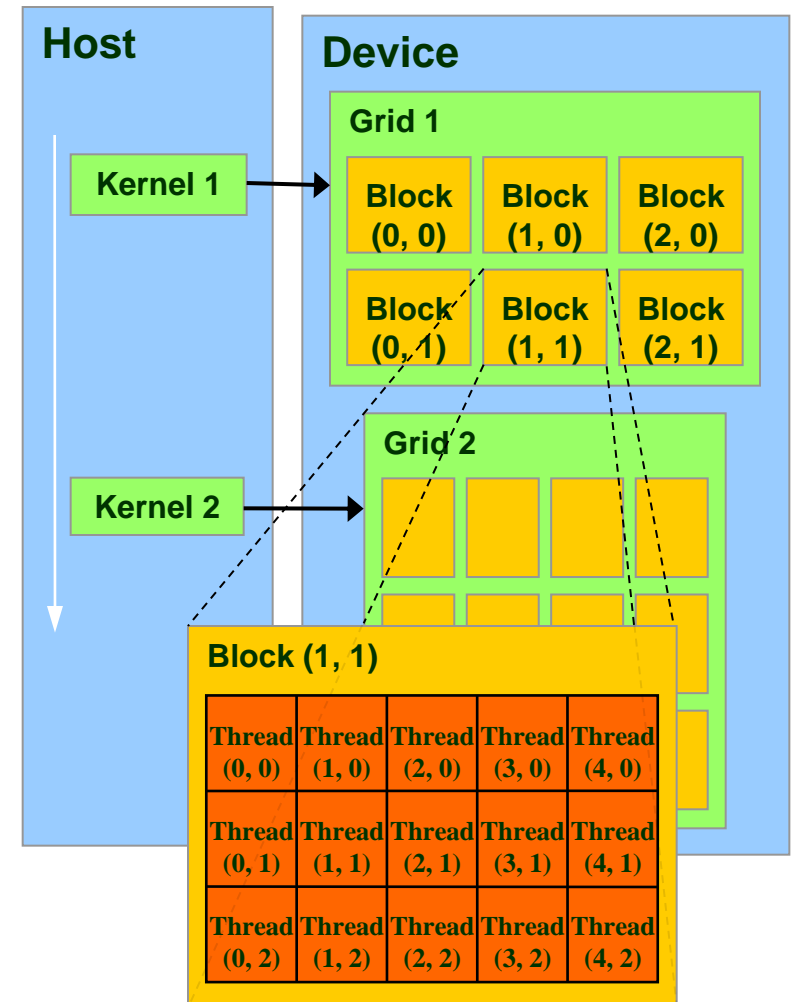 Host
Device
Grid 1
Kernel 1
Block Block Block
(0, 0) (1, 0) (2, 0)
Block Block Block
(0, 1) (1, 1) (2, 1)
Grid 2
Kernel 2
Block (1, 1)
Thread Thread Thread Thread Thread
(0, 0) (1, 0) (2, 0) (3, 0) (4, 0)
Thread Thread Thread Thread Thread
(0, 1) (1, 1) (2, 1) (3, 1) (4, 1)
Thread Thread Thread Thread Thread
(0, 2) (1, 2) (2, 2) (3, 2) (4, 2)